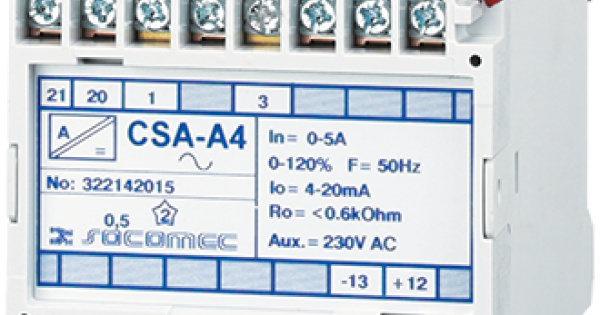 21 20 1 3
A
=
CSA-A4
No: 322142015
0,5 2
socomec
In= 0-5A
0-120% F= 50Hz
Io= 4-20mA
Ro= <0.6kOhm
Aux.= 230V AC
-13 +12